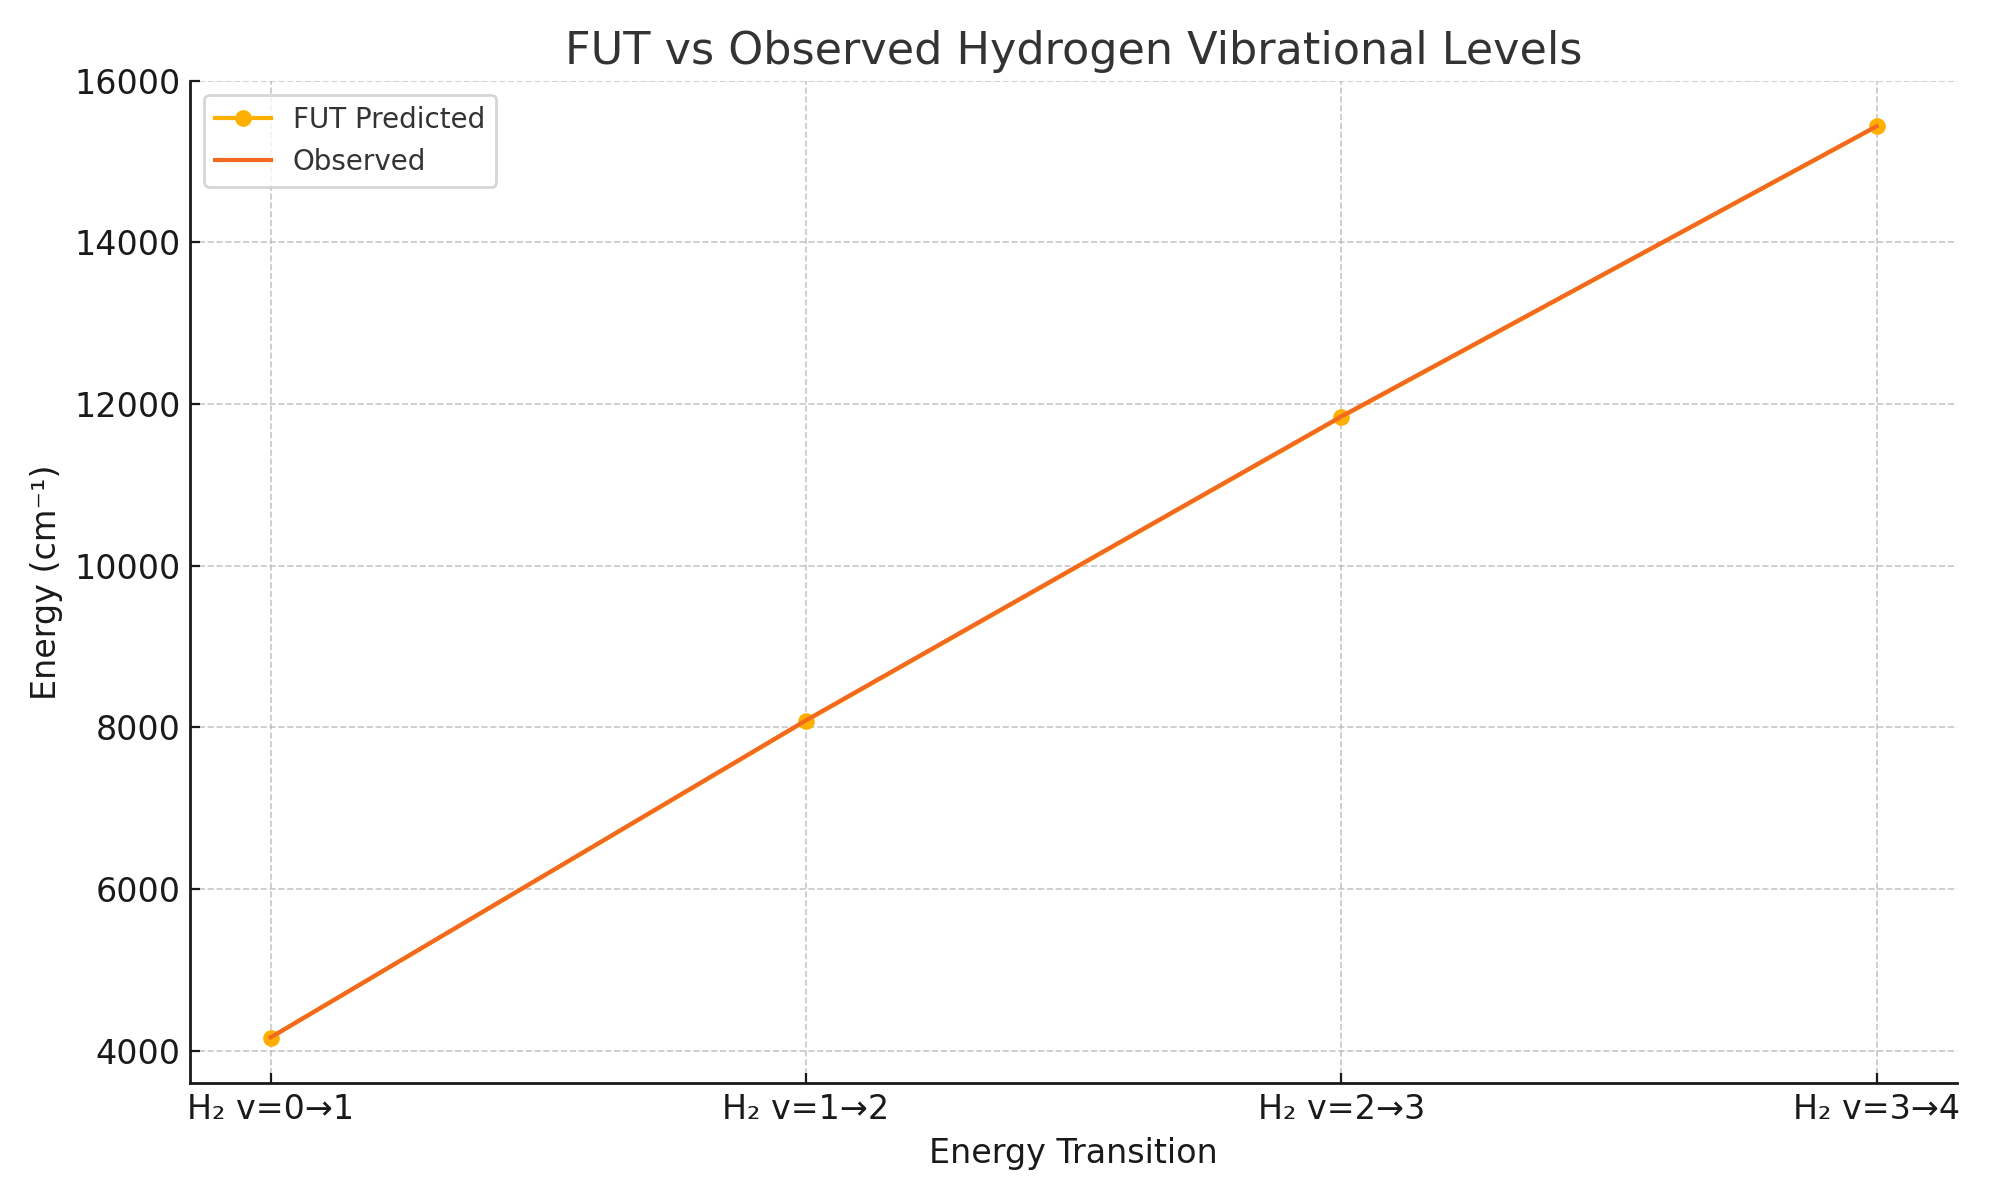 FUT vs Observed Hydrogen Vibrational Levels
FUT Predicted
Observed
16000
14000
12000
10000
8000
6000
4000
Energy (cm⁻¹)
H₂ v=0→1
H₂ v=1→2
H₂ v=2→3
H₂ v=3→4
Energy Transition